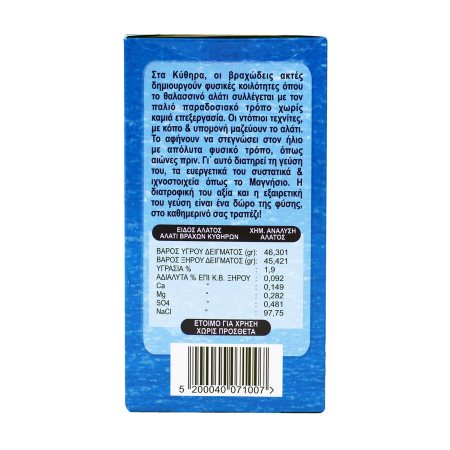 Στα Κύθηρα, οι βραχώδεις ακτές
δημιουργούν φυσικές κοιλότητες όπου
το θαλασσινό αλάτι συλλέγεται με τον
παλιό παραδοσιακό τρόπο χωρίς
καμιά επεξεργασία. Οι ντόπιοι τεχνίτες,
με κόπο & υπομονή μαζεύουν το αλάτι.
Το αφήνουν να στεγνώσει στον ήλιο
με απόλυτα φυσικό τρόπο, όπως
αιώνες πριν. Γι΄ αυτό διατηρεί τη γεύση
του, τα ευεργετικά του συστατικά &
ιχνοστοιχεία όπως το Μαγνήσιο. Η
διατροφική του αξία και η εξαιρετική
του γεύση είναι ένα δώρο της φύσης,
στο καθημερινό σας τραπέζι!
ΕΙΔΟΣ ΑΛΑΤΟΣ ΧΗΜ. ΑΝΑΛΥΣΗ
ΑΛΑΤΙ ΒΡΑΧΩΝ ΚΥΘΗΡΩΝ ΑΛΑΤΟΣ
ΒΑΡΟΣ ΥΓΡΟΥ ΔΕΙΓΜΑΤΟΣ (gr): 46,301
ΒΑΡΟΣ ΞΗΡΟΥ ΔΕΙΓΜΑΤΟΣ (gr): 45,421
ΥΓΡΑΣΙΑ % : 1,9
ΑΔΙΑΛΥΤΑ % ΕΠΙ Κ.Β. ΞΗΡΟΥ : 0,092
Ca " : 0,149
Mg " : 0,282
SO4 " : 0,481
NaCl " : 97,75
ΕΤΟΙΜΟ ΓΙΑ ΧΡΗΣΗ
ΧΩΡΙΣ ΠΡΟΣΘΕΤΑ
5 200040 071007 >